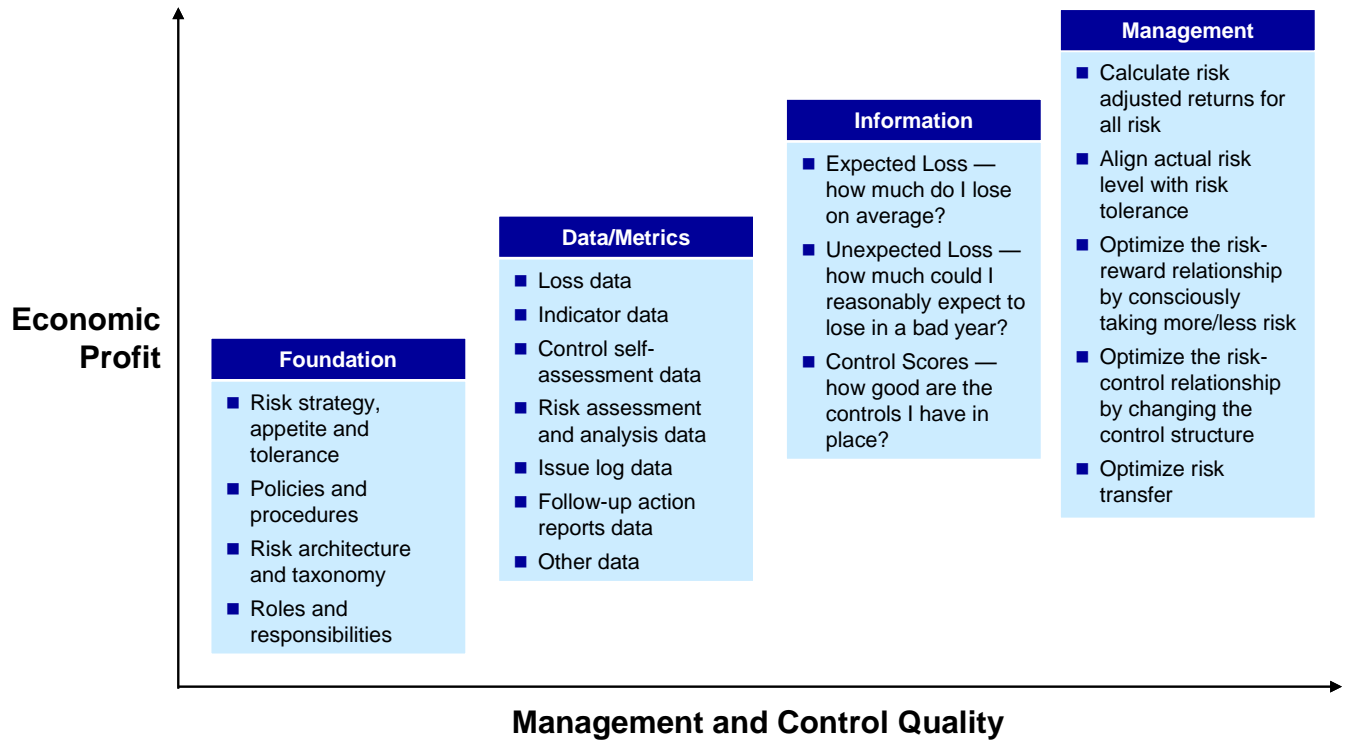 Economic
Profit
Foundation
Risk strategy,
appetite and
tolerance
Policies and
procedures
Risk architecture
and taxonomy
Roles and
responsibilities
Data/Metrics
Loss data
Indicator data
Control self-
assessment data
Risk assessment
and analysis data
Issue log data
Follow-up action
reports data
Other data
Information
Expected Loss —
how much do I lose
on average?
Unexpected Loss —
how much could I
reasonably expect to
lose in a bad year?
Control Scores —
how good are the
controls I have in
place?
Management
Calculate risk
adjusted returns for
all risk
Align actual risk
level with risk
tolerance
Optimize the risk-
reward relationship
by consciously
taking more/less risk
Optimize the risk-
control relationship
by changing the
control structure
Optimize risk
transfer
Management and Control Quality